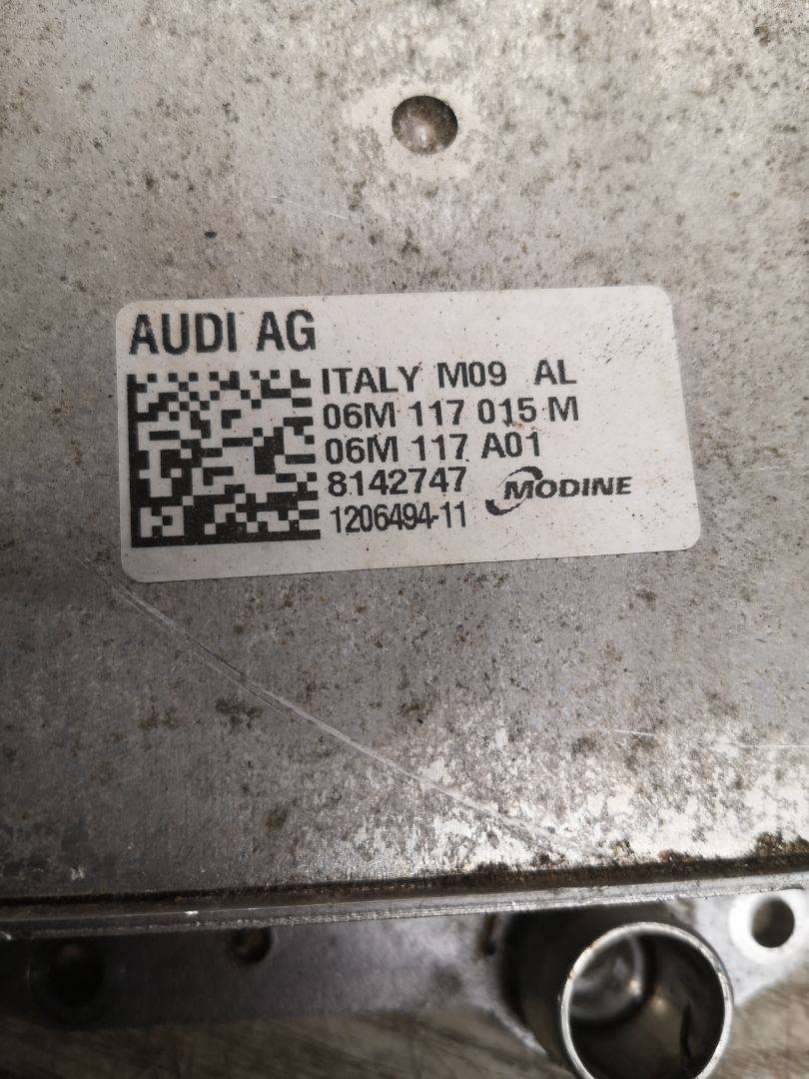 AUDI AG
ITALY M09 AL
06M 117 015 M
06M 117 A01
8142747
MODINE
1206494-11